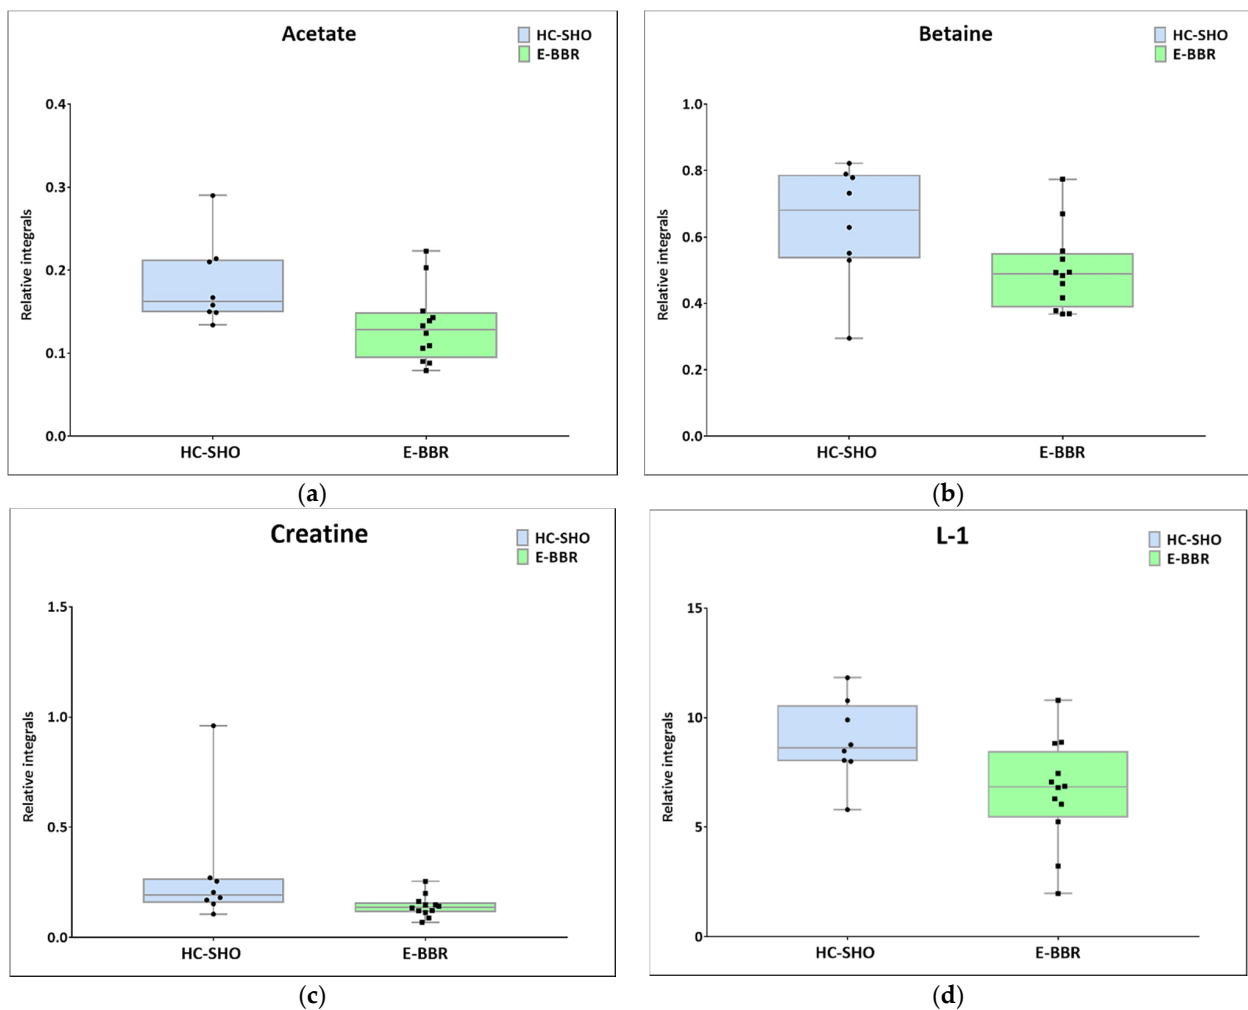 Acetate
HC-SHO
E-BBR
Relative integrals
0.4
0.3
0.2
0.1
0.0
HC-SHO E-BBR
(a)
Betaine
HC-SHO
E-BBR
Relative integrals
1.0
0.8
0.6
0.4
0.2
0.0
HC-SHO E-BBR
(b)
Creatine
HC-SHO
E-BBR
Relative integrals
1.5
1.0
0.5
0.0
HC-SHO E-BBR
(c)
L-1
HC-SHO
E-BBR
Relative integrals
15
10
5
0
HC-SHO E-BBR
(d)